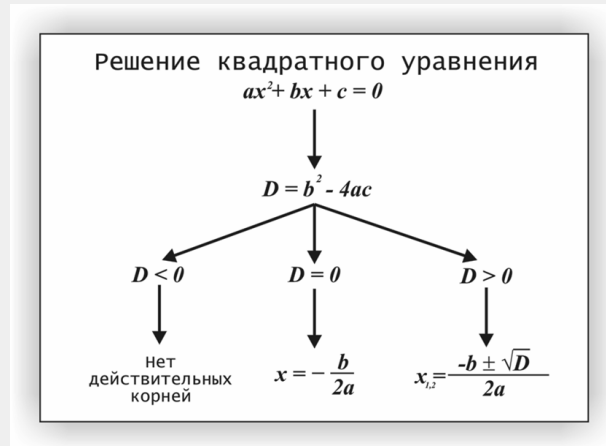 Решение квадратного уравнения
ax²+ bx + c = 0
D = b² - 4ac
D < 0
D = 0
D > 0
Нет
действительных
корней
x = - b/2a
x₁,₂= -b ± √D/2a